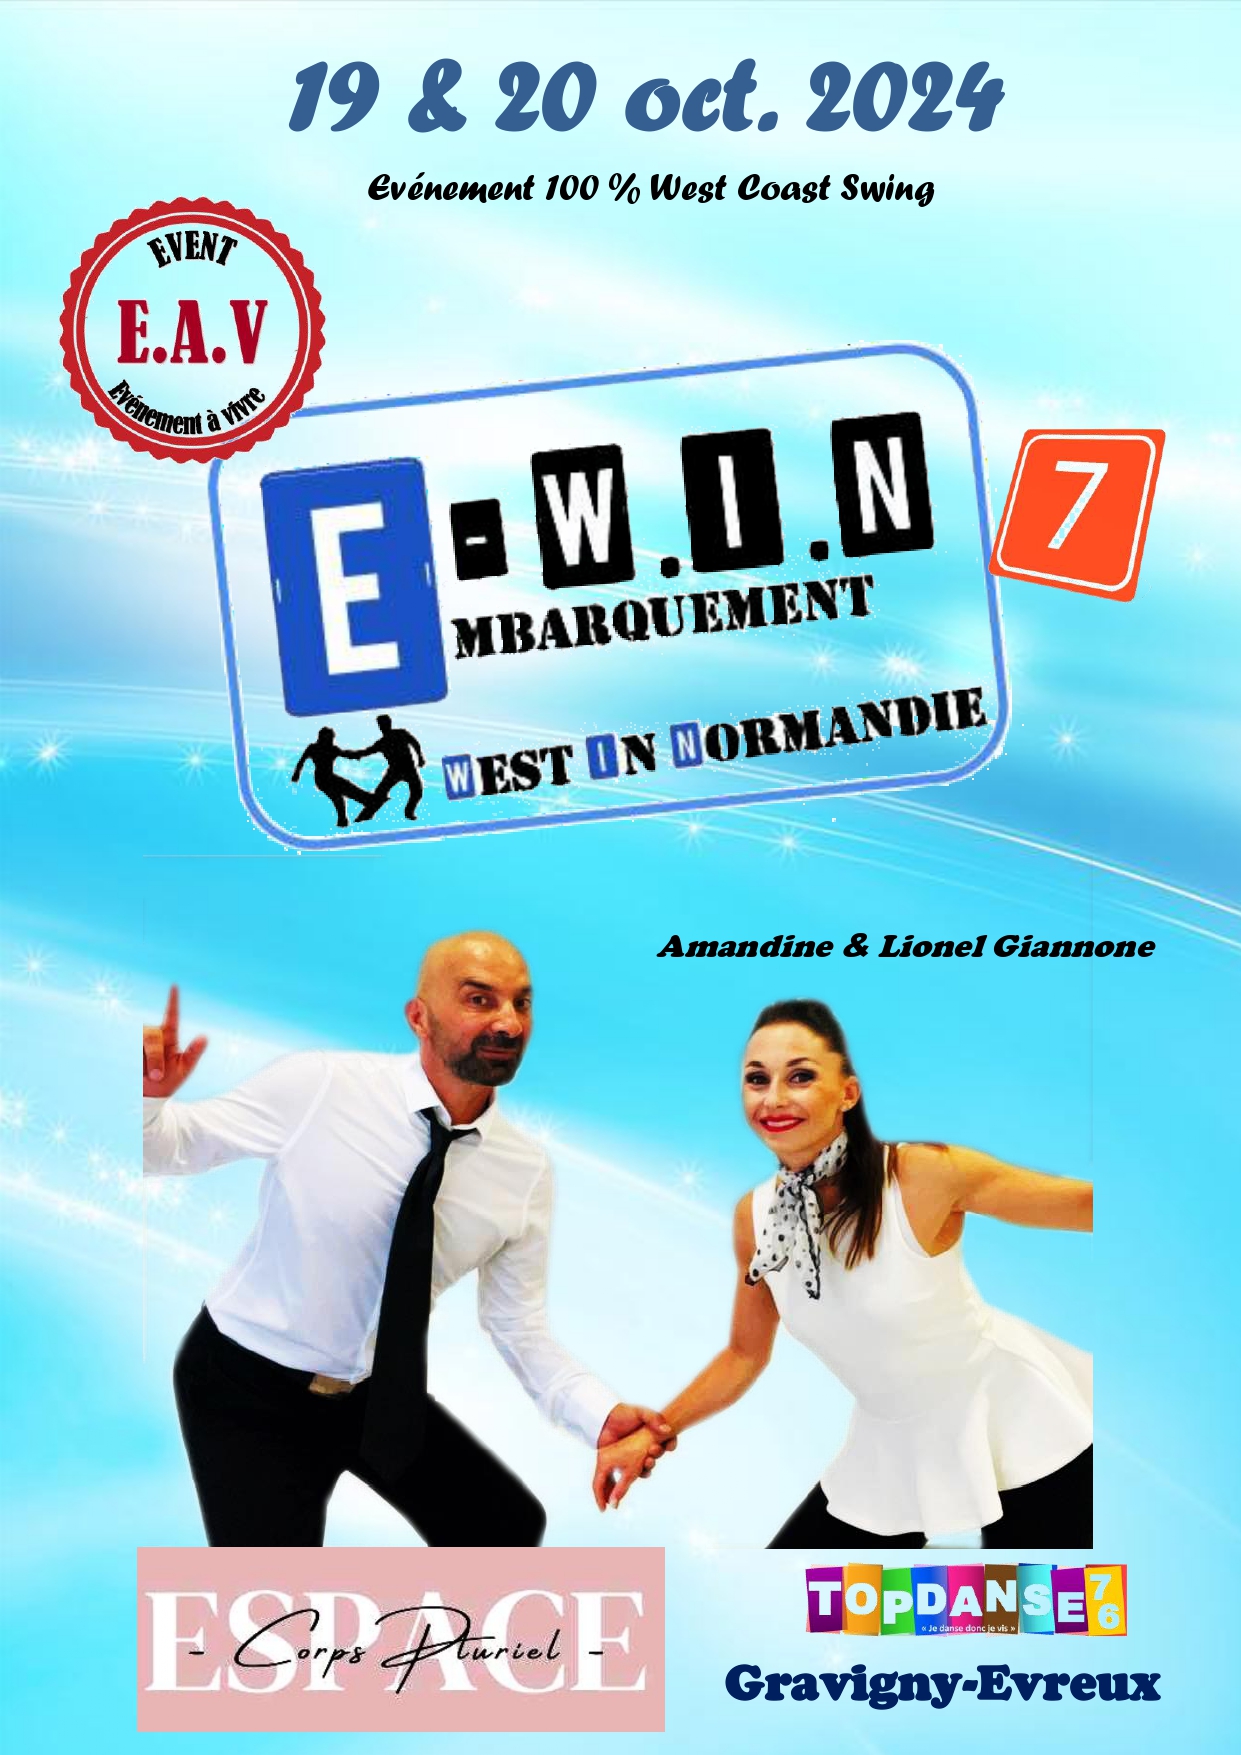 19 & 20 oct. 2024
Evénement 100 % West Coast Swing
EVENT
E.A.V
Evénement à vivre
E-W.I.N
7
MBARQUEMENT
WEST IN NORMANDIE
Amandine & Lionel Giannone
ESPACE
- Corps Pluriel -
TOPDANSE76
« Je danse donc je vis »
Gravigny-Evreux